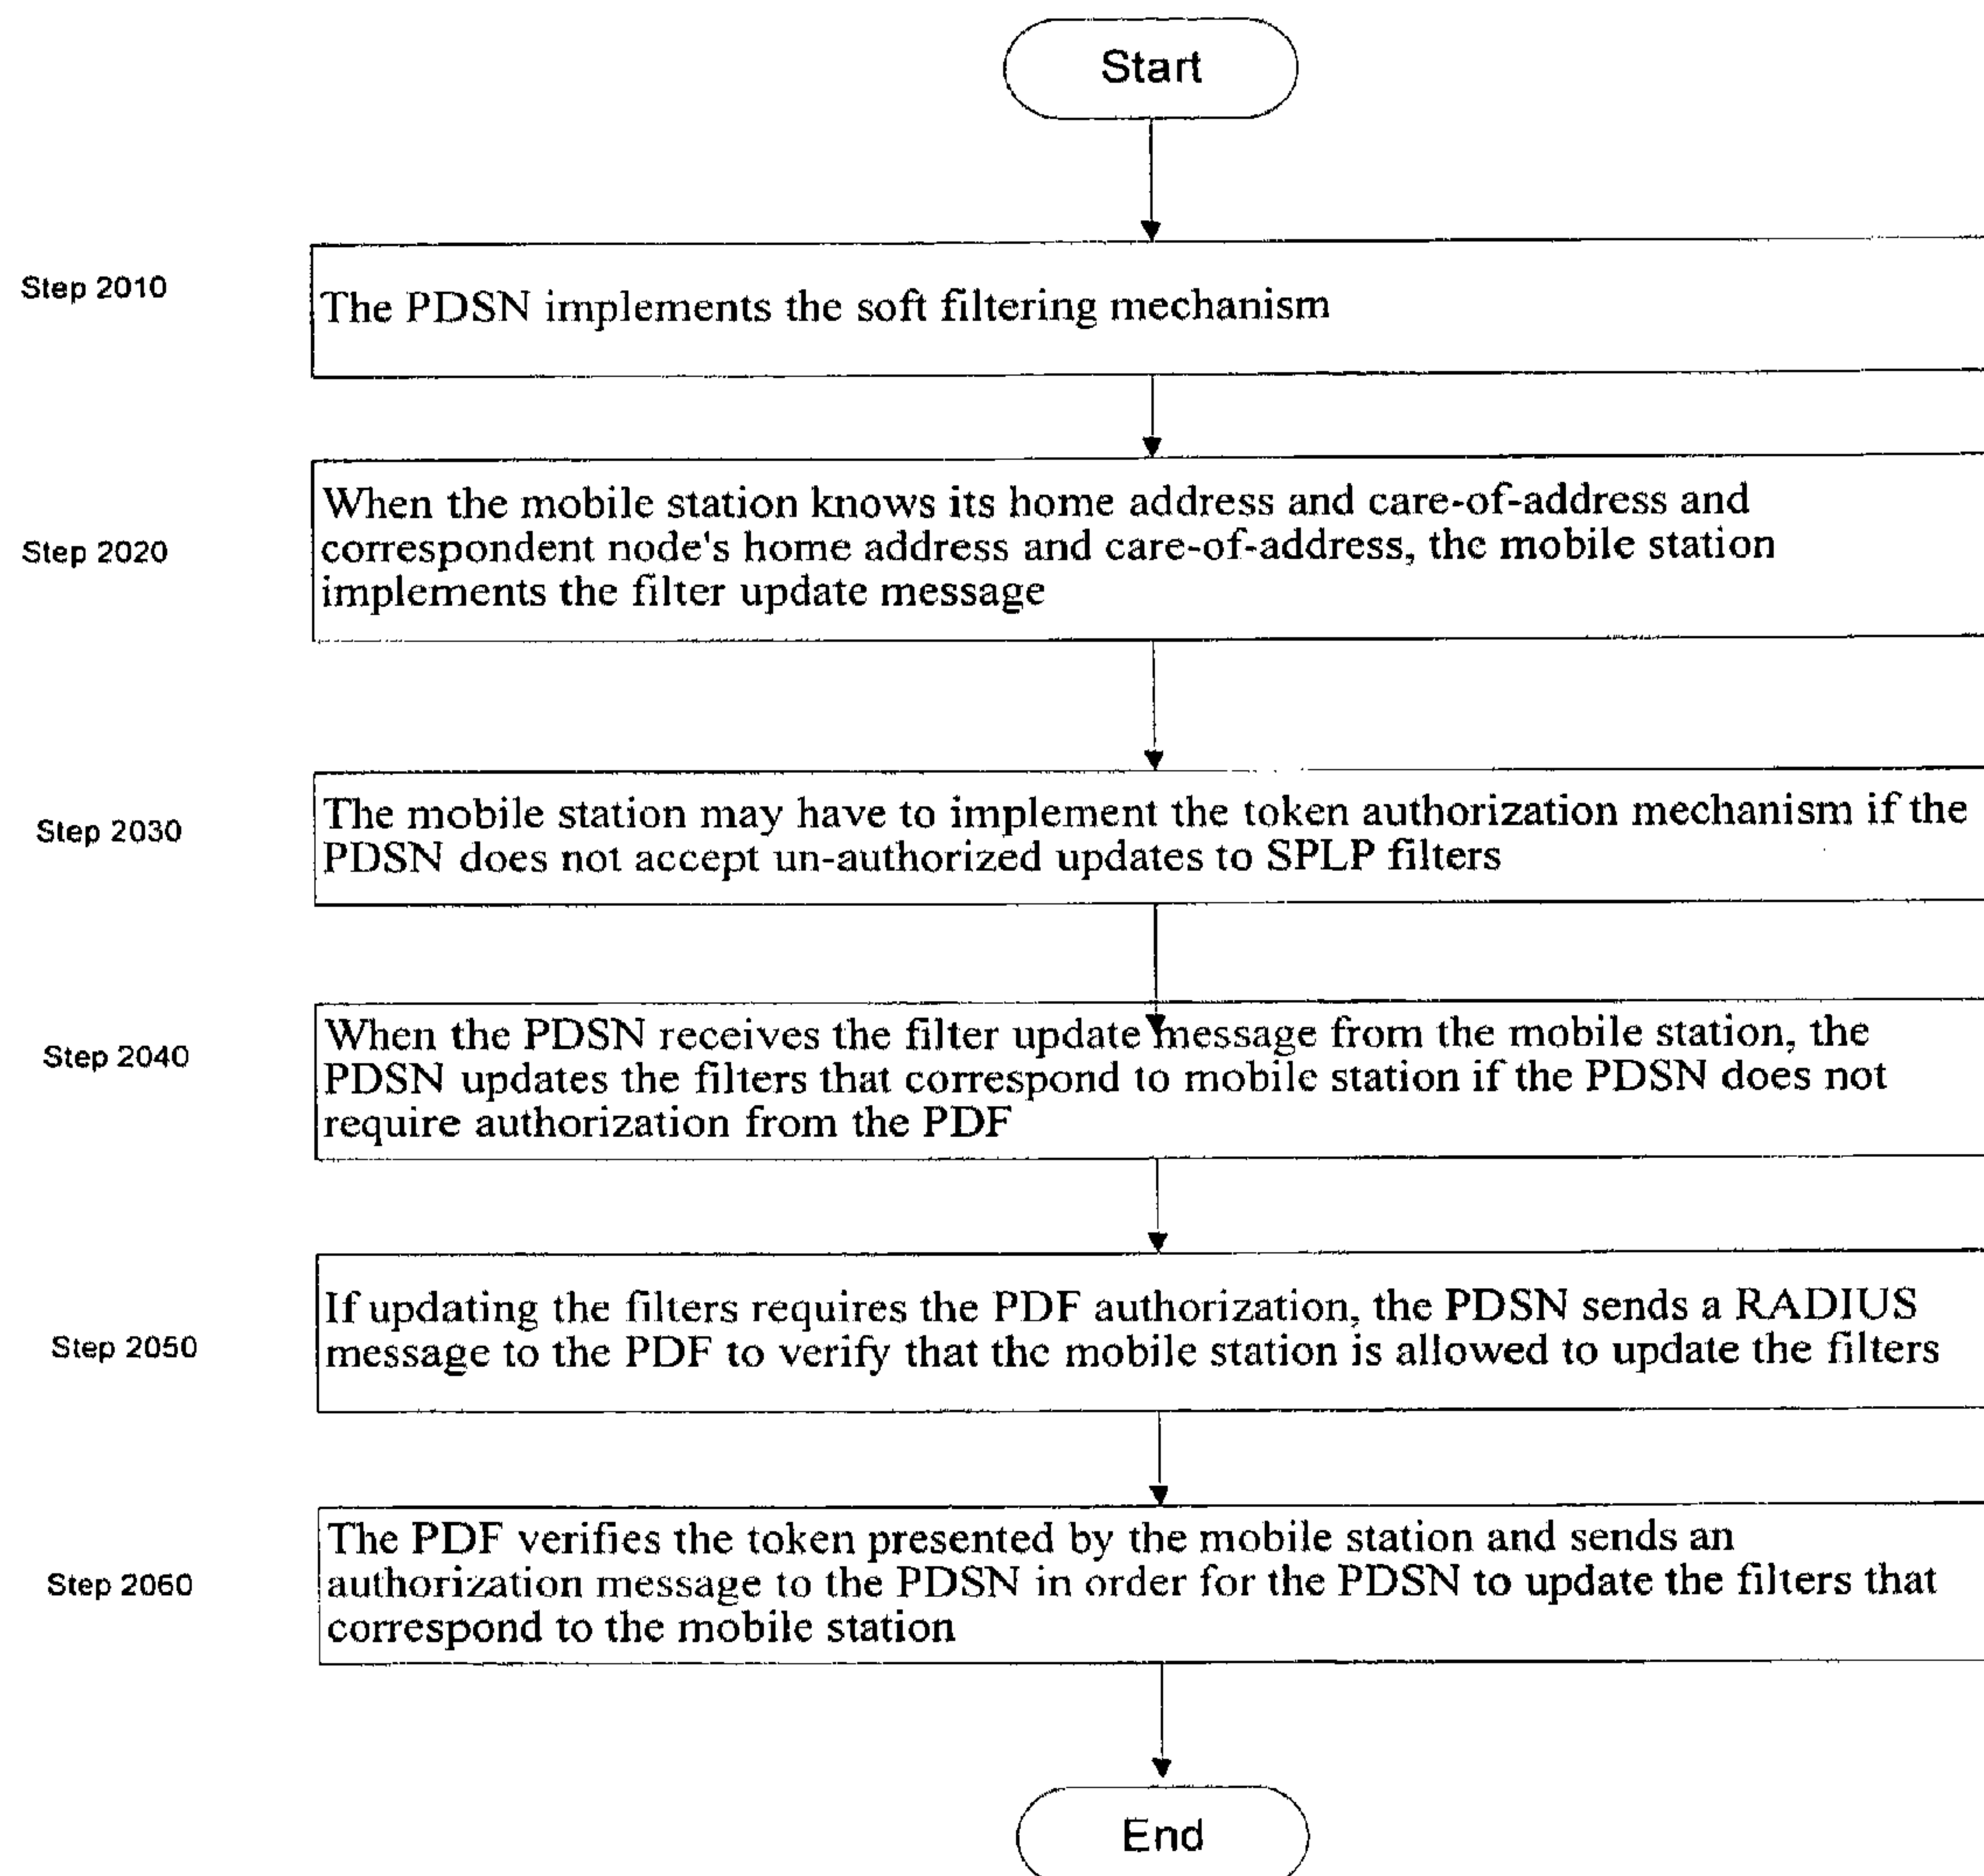 Start
Step 2010
The PDSN implements the soft filtering mechanism
Step 2020
When the mobile station knows its home address and care-of-address and
correspondent node's home address and care-of-address, the mobile station
implements the filter update message
Step 2030
The mobile station may have to implement the token authorization mechanism if the
PDSN does not accept un-authorized updates to SPLP filters
Step 2040
When the PDSN receives the filter update message from the mobile station, the
PDSN updates the filters that correspond to mobile station if the PDSN does not
require authorization from the PDF
Step 2050
If updating the filters requires the PDF authorization, the PDSN sends a RADIUS
message to the PDF to verify that the mobile station is allowed to update the filters
Step 2060
The PDF verifies the token presented by the mobile station and sends an
authorization message to the PDSN in order for the PDSN to update the filters that
correspond to the mobile station
End